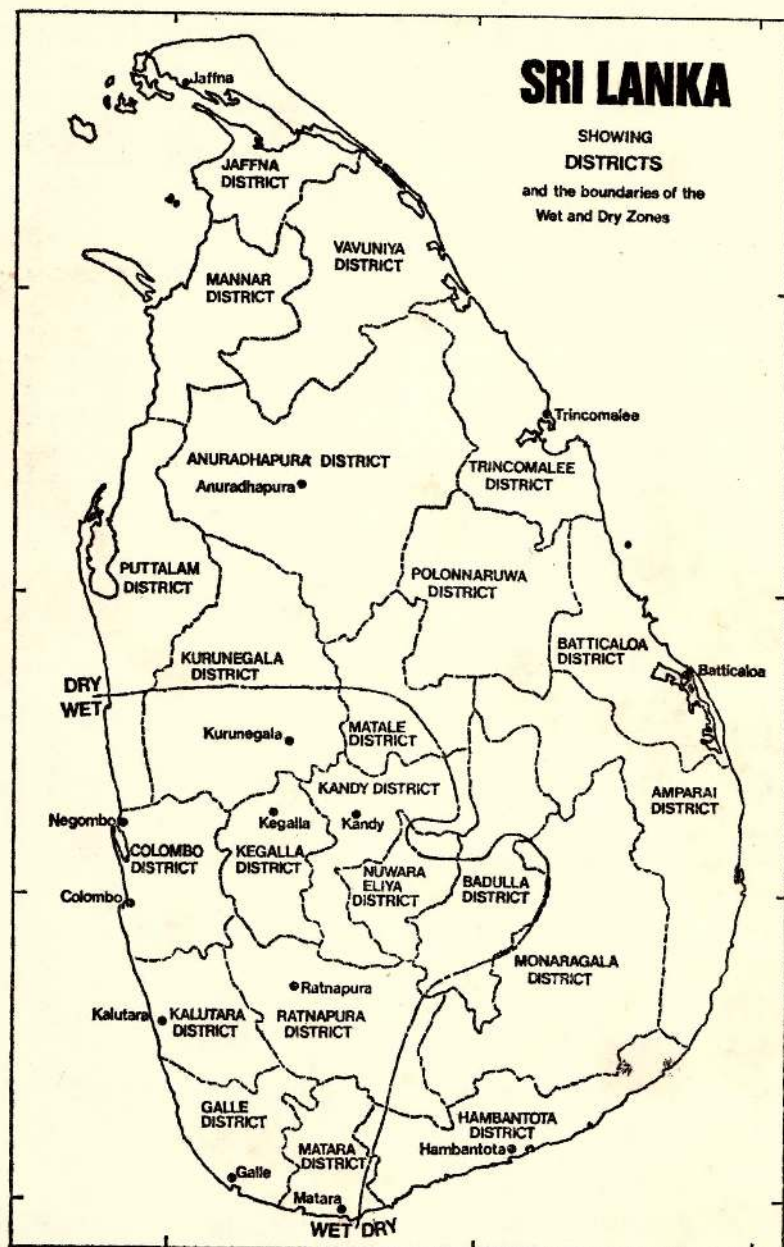 SRI LANKA
SHOWING
DISTRICTS
and the boundaries of the
Wet and Dry Zones
Jaffna
JAFFNA
DISTRICT
VAVUNIYA
DISTRICT
MANNAR
DISTRICT
Trincomalee
ANURADHAPURA DISTRICT
Anuradhapura
TRINCOMALEE
DISTRICT
PUTTALAM
DISTRICT
POLONNARUWA
DISTRICT
BATTICALOA
DISTRICT
Batticaloa
KURUNEGALA
DISTRICT
DRY
WET
Kurunegala
MATALE
DISTRICT
KANDY DISTRICT
AMPARAI
DISTRICT
Negombo
Kegalla
Kandy
COLOMBO
DISTRICT
KEGALLA
DISTRICT
NUWARA
ELIYA
DISTRICT
BADULLA
DISTRICT
Colombo
MONARAGALA
DISTRICT
Ratnapura
Kalutara
KALUTARA
DISTRICT
RATNAPURA
DISTRICT
GALLE
DISTRICT
HAMBANTOTA
DISTRICT
Hambantota
MATARA
DISTRICT
Galle
Matara
WET DRY